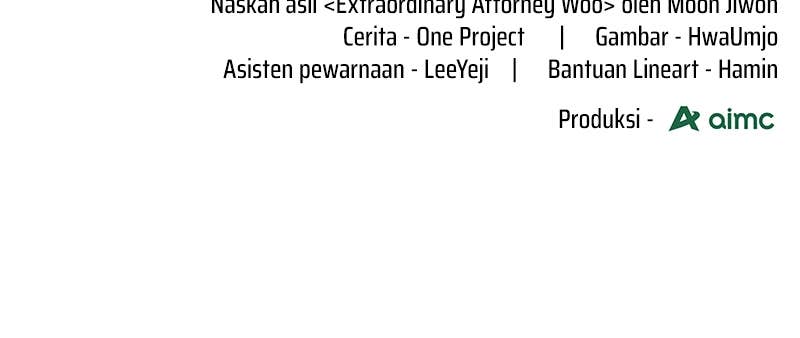 Naskah asli <Extraordinary Attorney Woo> oleh Moon Jiwon
Cerita - One Project | Gambar - HwaUmjo
Asisten pewarnaan - LeeYeji | Bantuan Lineart - Hamin
Produksi - aimc